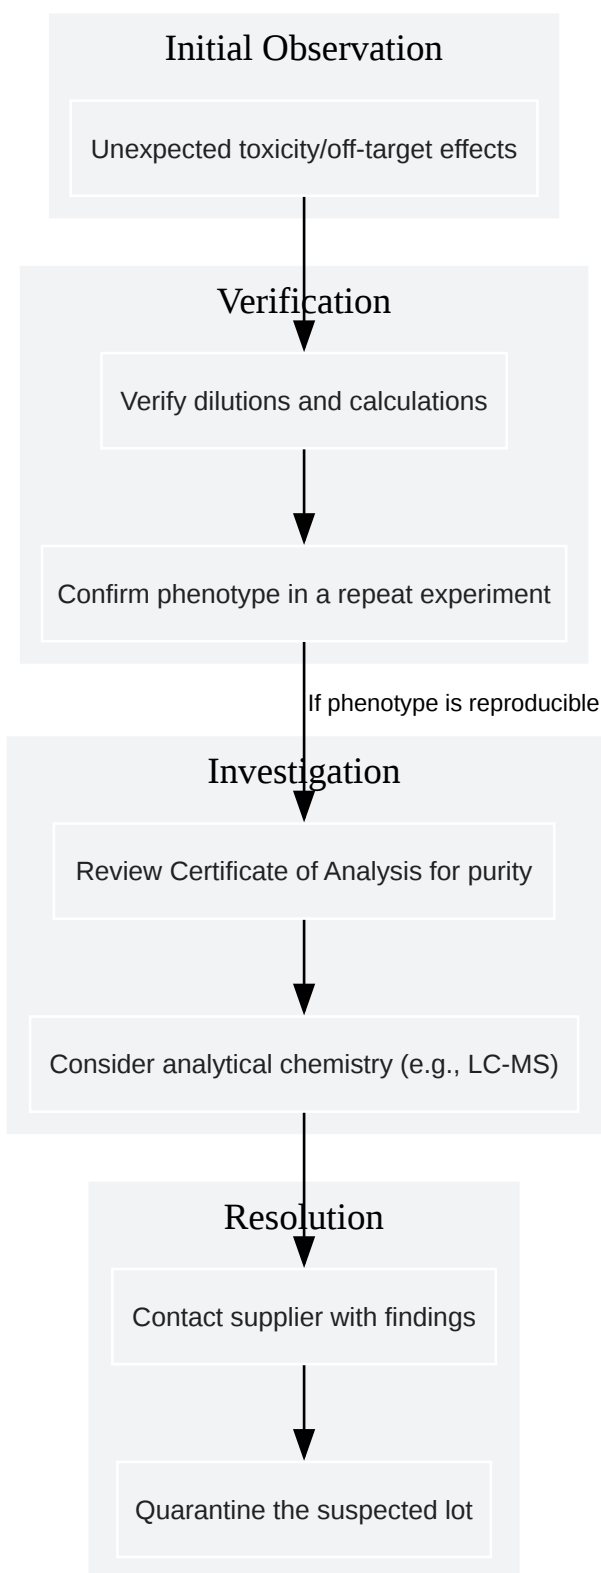 Initial Observation
Unexpected toxicity/off-target effects
Verification
Verify dilutions and calculations
Confirm phenotype in a repeat experiment
If phenotype is reproducible
Investigation
Review Certificate of Analysis for purity
Consider analytical chemistry (e.g., LC-MS)
Resolution
Contact supplier with findings
Quarantine the suspected lot